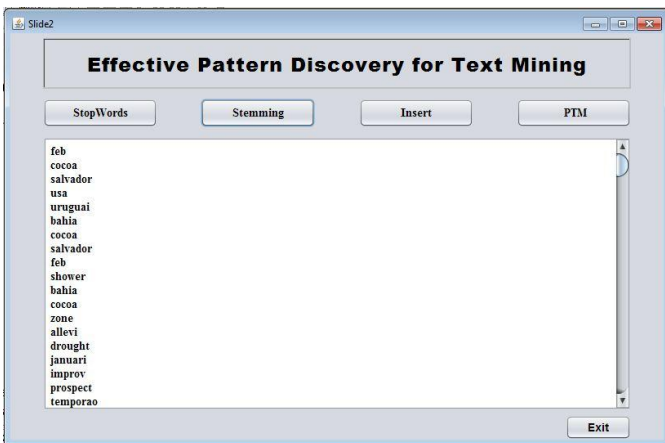 Slide2
Effective Pattern Discovery for Text Mining
StopWords Stemming Insert PTM
feb
cocoa
salvador
usa
uruguai
bahia
cocoa
salvador
feb
shower
bahia
cocoa
zone
allevi
drought
januari
improv
prospect
temporao
Exit